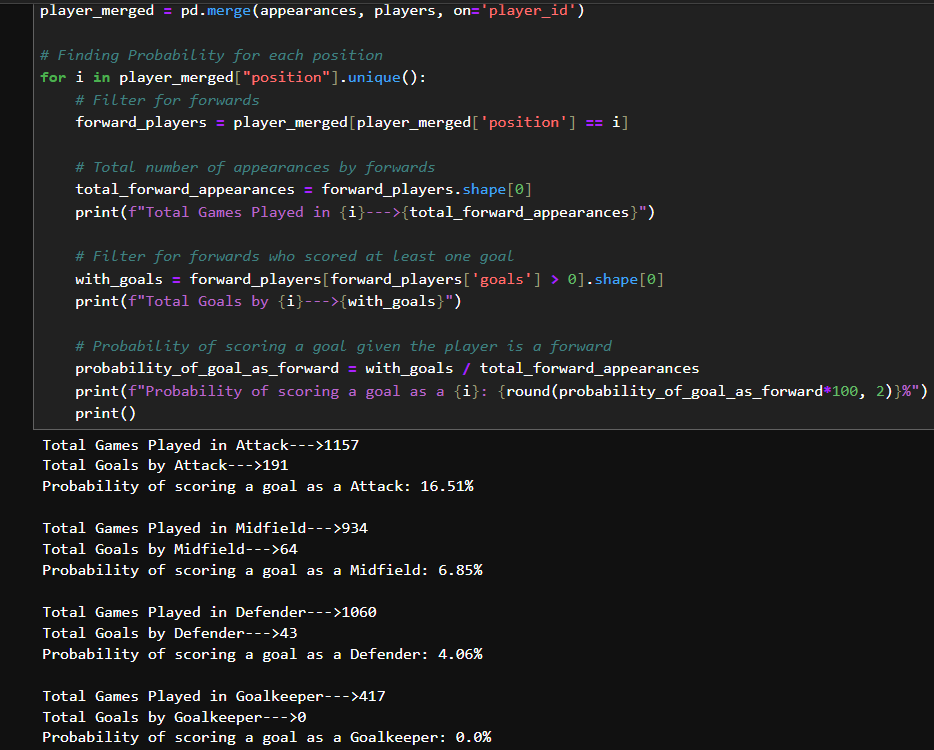 player_merged = pd.merge(appearances, players, on='player_id')
# Finding Probability for each position
for i in player_merged["position"].unique():
    # Filter for forwards
    forward_players = player_merged[player_merged['position'] == i]
    # Total number of appearances by forwards
    total_forward_appearances = forward_players.shape[0]
    print(f"Total Games Played in {i}--->{total_forward_appearances}")
    # Filter for forwards who scored at least one goal
    with_goals = forward_players[forward_players['goals'] > 0].shape[0]
    print(f"Total Goals by {i}--->{with_goals}")
    # Probability of scoring a goal given the player is a forward
    probability_of_goal_as_forward = with_goals / total_forward_appearances
    print(f"Probability of scoring a goal as a {i}: {round(probability_of_goal_as_forward*100, 2)}%")
    print()
Total Games Played in Attack--->1157
Total Goals by Attack--->191
Probability of scoring a goal as a Attack: 16.51%
Total Games Played in Midfield--->934
Total Goals by Midfield--->64
Probability of scoring a goal as a Midfield: 6.85%
Total Games Played in Defender--->1060
Total Goals by Defender--->43
Probability of scoring a goal as a Defender: 4.06%
Total Games Played in Goalkeeper--->417
Total Goals by Goalkeeper--->0
Probability of scoring a goal as a Goalkeeper: 0.0%